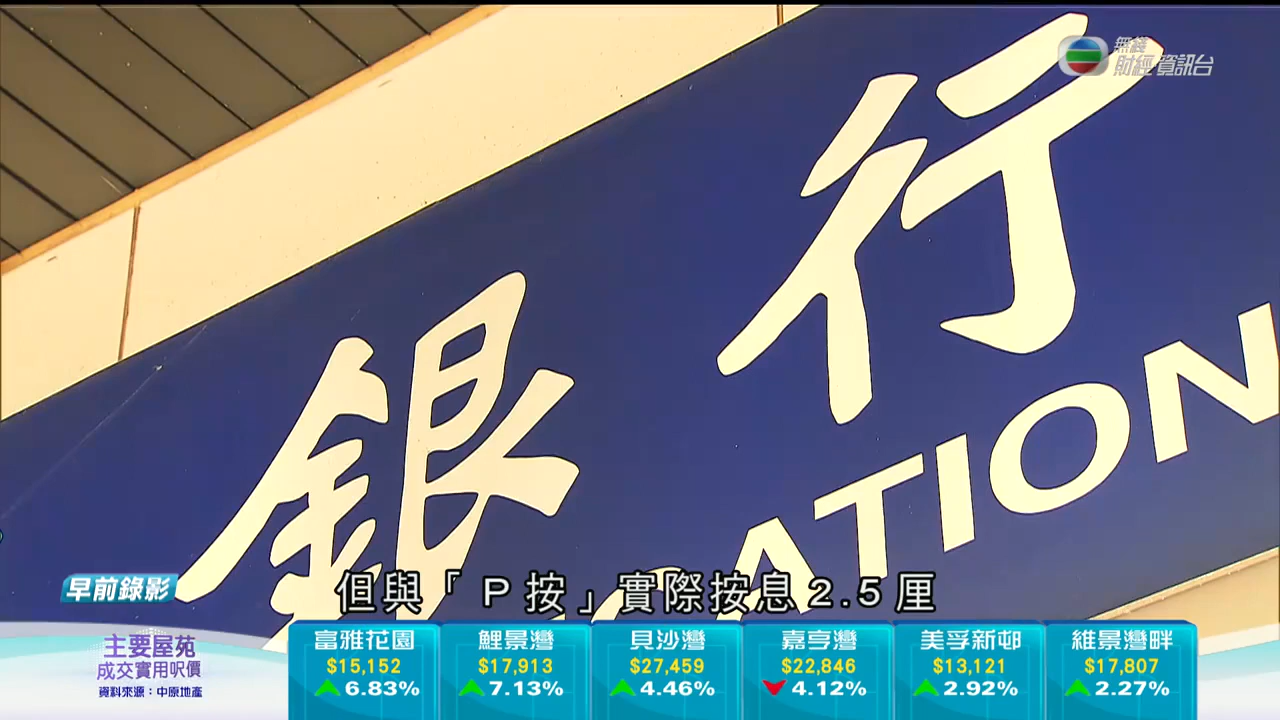 無綫
財經·資訊台
銀行
ATION
早前錄影
但與「P按」實際按息2.5厘
主要屋苑
成交實用呎價
資料來源：中原地產
富雅花園
$15,152
6.83%
鯉景灣
$17,913
7.13%
貝沙灣
$27,459
4.46%
嘉亨灣
$22,846
4.12%
美孚新邨
$13,121
2.92%
維景灣畔
$17,807
2.27%